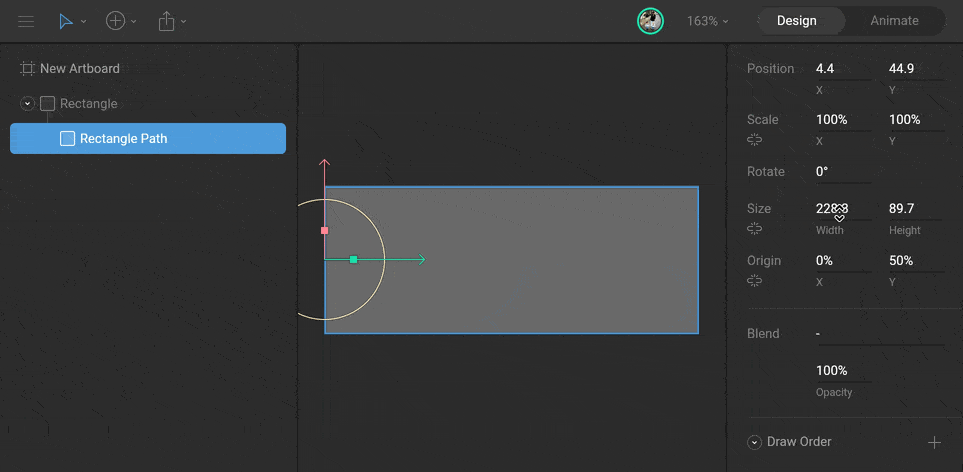 163%
Design
Animate
New Artboard
Rectangle
Rectangle Path
Position 4.4 44.9
X Y
Scale 100% 100%
X Y
Rotate 0°
Size 228.3 89.7
Width Height
Origin 0% 50%
X Y
Blend -
100%
Opacity
Draw Order